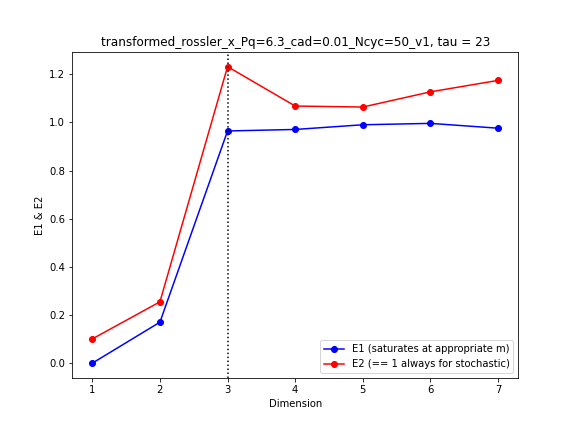 transformed_rossler_x_Pq=6.3_cad=0.01_Ncyc=50_v1, tau = 23
E1 & E2
1.2
1.0
0.8
0.6
0.4
0.2
0.0
E1 (saturates at appropriate m)
E2 (== 1 always for stochastic)
1 2 3 4 5 6 7
Dimension